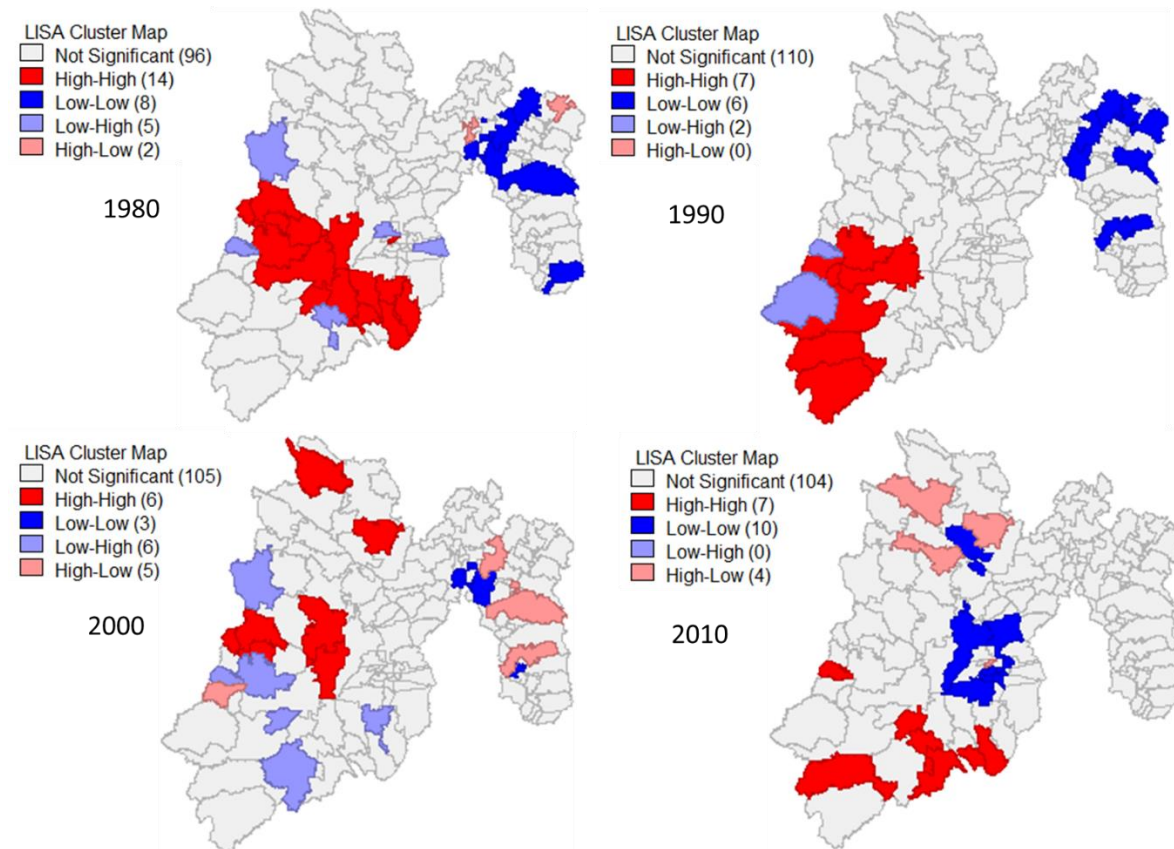 LISA Cluster Map
Not Significant (96)
High-High (14)
Low-Low (8)
Low-High (5)
High-Low (2)
1980
LISA Cluster Map
Not Significant (110)
High-High (7)
Low-Low (6)
Low-High (2)
High-Low (0)
1990
LISA Cluster Map
Not Significant (105)
High-High (6)
Low-Low (3)
Low-High (6)
High-Low (5)
2000
LISA Cluster Map
Not Significant (104)
High-High (7)
Low-Low (10)
Low-High (0)
High-Low (4)
2010